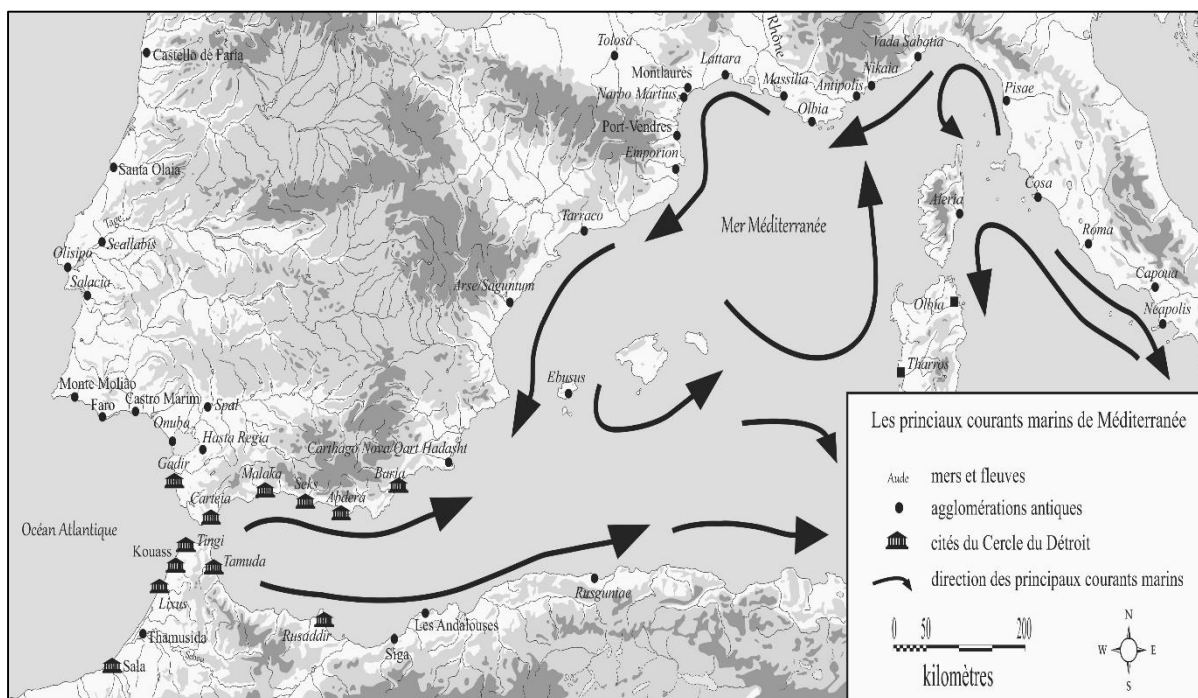 Castello de Faria
Tolosa
Rhône
Lattara
Vada Sabatia
Nikaia
Montlaurès
Massilia
Antipolis
Pisae
Narbo Martius
Olbia
Port-Vendres
Emporion
Santa Olaia
Cosa
Aleria
Tage
Tarraco
Mer Méditerranée
Roma
Scallabis
Olisipo
Capoua
Salacia
Arse/Saguntum
Olbia
Neapolis
Ebusus
Tharros
Monte Molião
Faro
Castro Marim
Spal
Onuba
Hasta Regia
Carthago Nova/Qart Hadasht
Gadir
Malaka
Seks
Abdera
Baria
Carteia
Océan Atlantique
Tingi
Kouass
Tamuda
Lixus
Rusguniae
Rusaddir
Les Andalouses
Siga
Thamusida
Sebou
Sala
Les princiaux courants marins de Méditerranée
Aude mers et fleuves
agglomérations antiques
cités du Cercle du Détroit
direction des principaux courants marins
0 50 200
kilomètres
N
W E
S